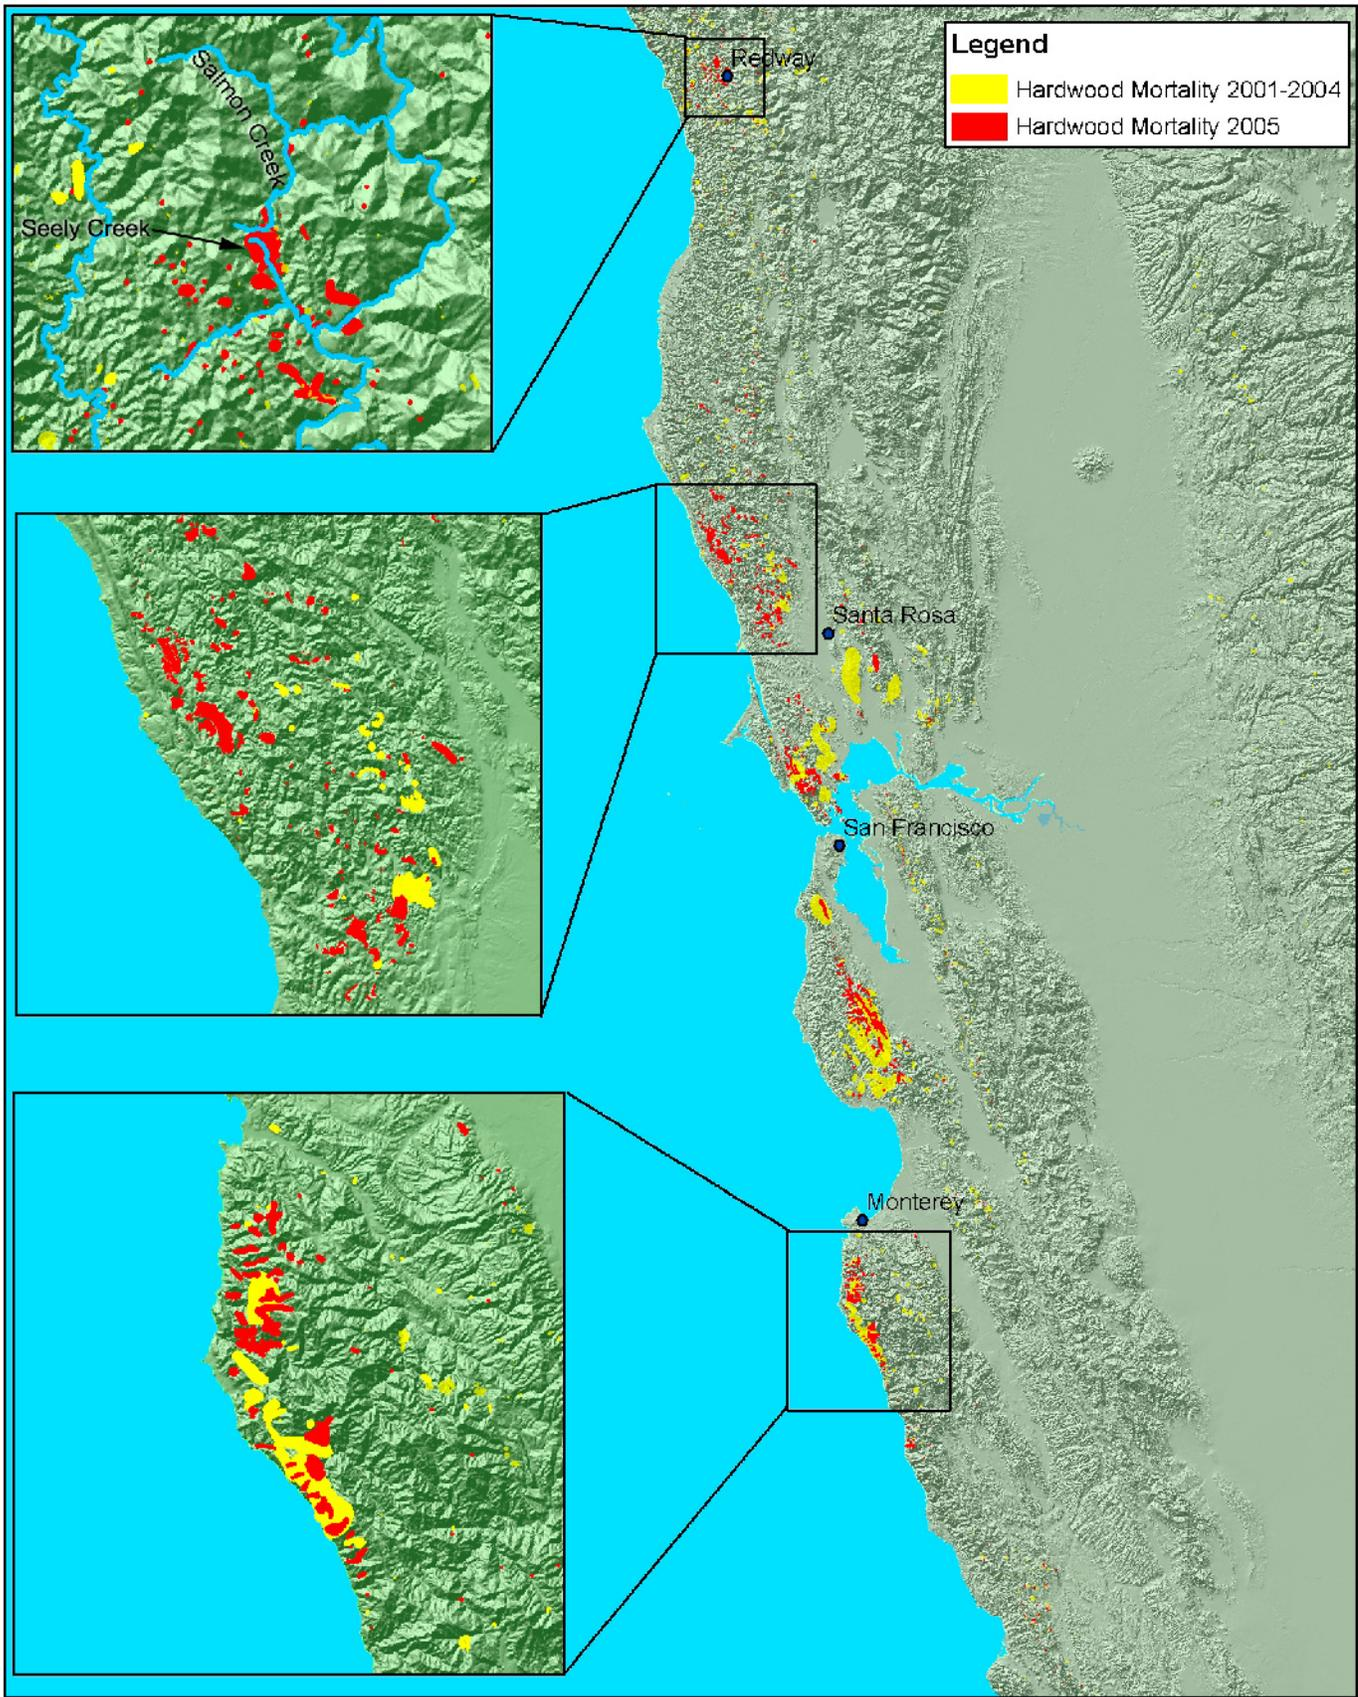 Legend
Hardwood Mortality 2001-2004
Hardwood Mortality 2005
Redway
Salmon Creek
Seely Creek
Santa Rosa
San Francisco
Monterey